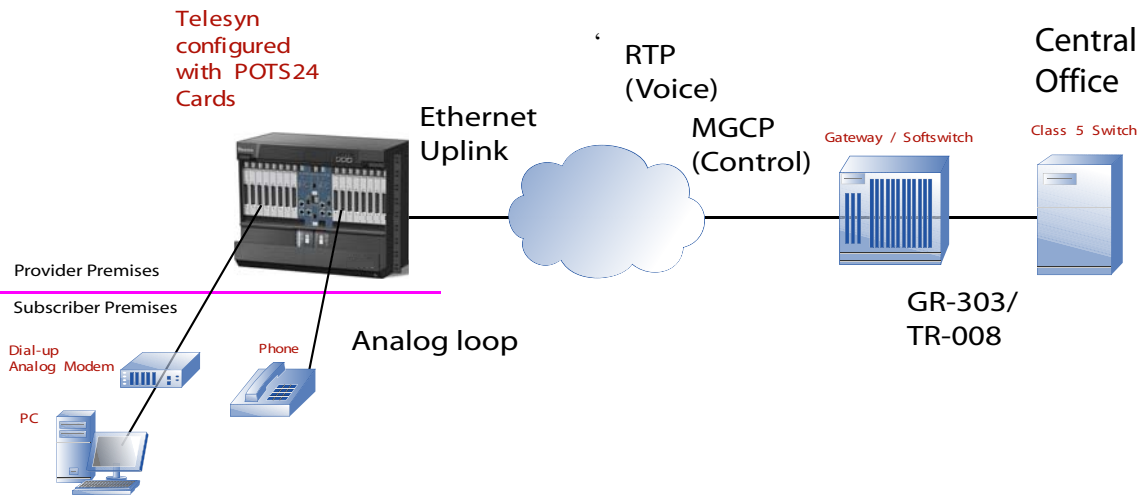 Telesyn
configured
with POTS24
Cards
Ethernet
Uplink
‘
RTP
(Voice)
MGCP
(Control)
Gateway / Softswitch
Central
Office
Class 5 Switch
Provider Premises
Subscriber Premises
GR-303/
TR-008
Analog loop
Phone
Dial-up
Analog Modem
PC